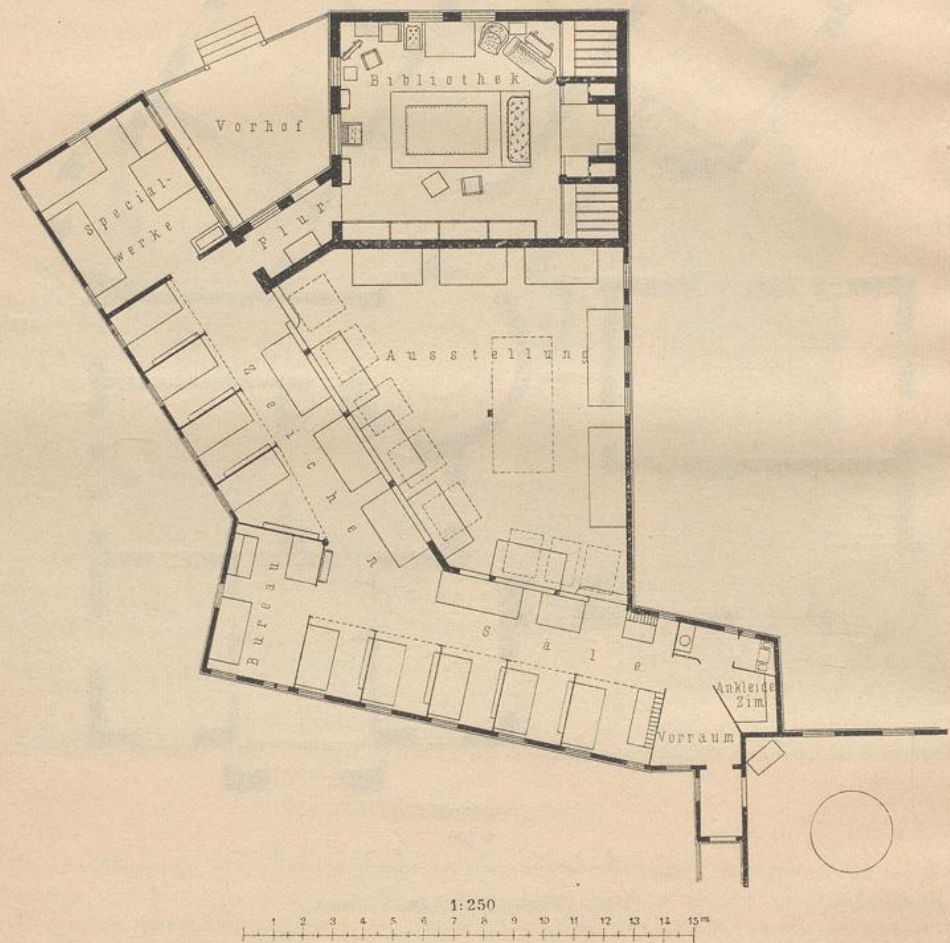 Bibliothek
Vorhof
Special-
werke
Flur
Ausstellung
Zeichen
Bureau
Säle
Ankleide
Zim
Vorraum
1:250
1 2 3 4 5 6 7 8 9 10 11 12 13 14 15m